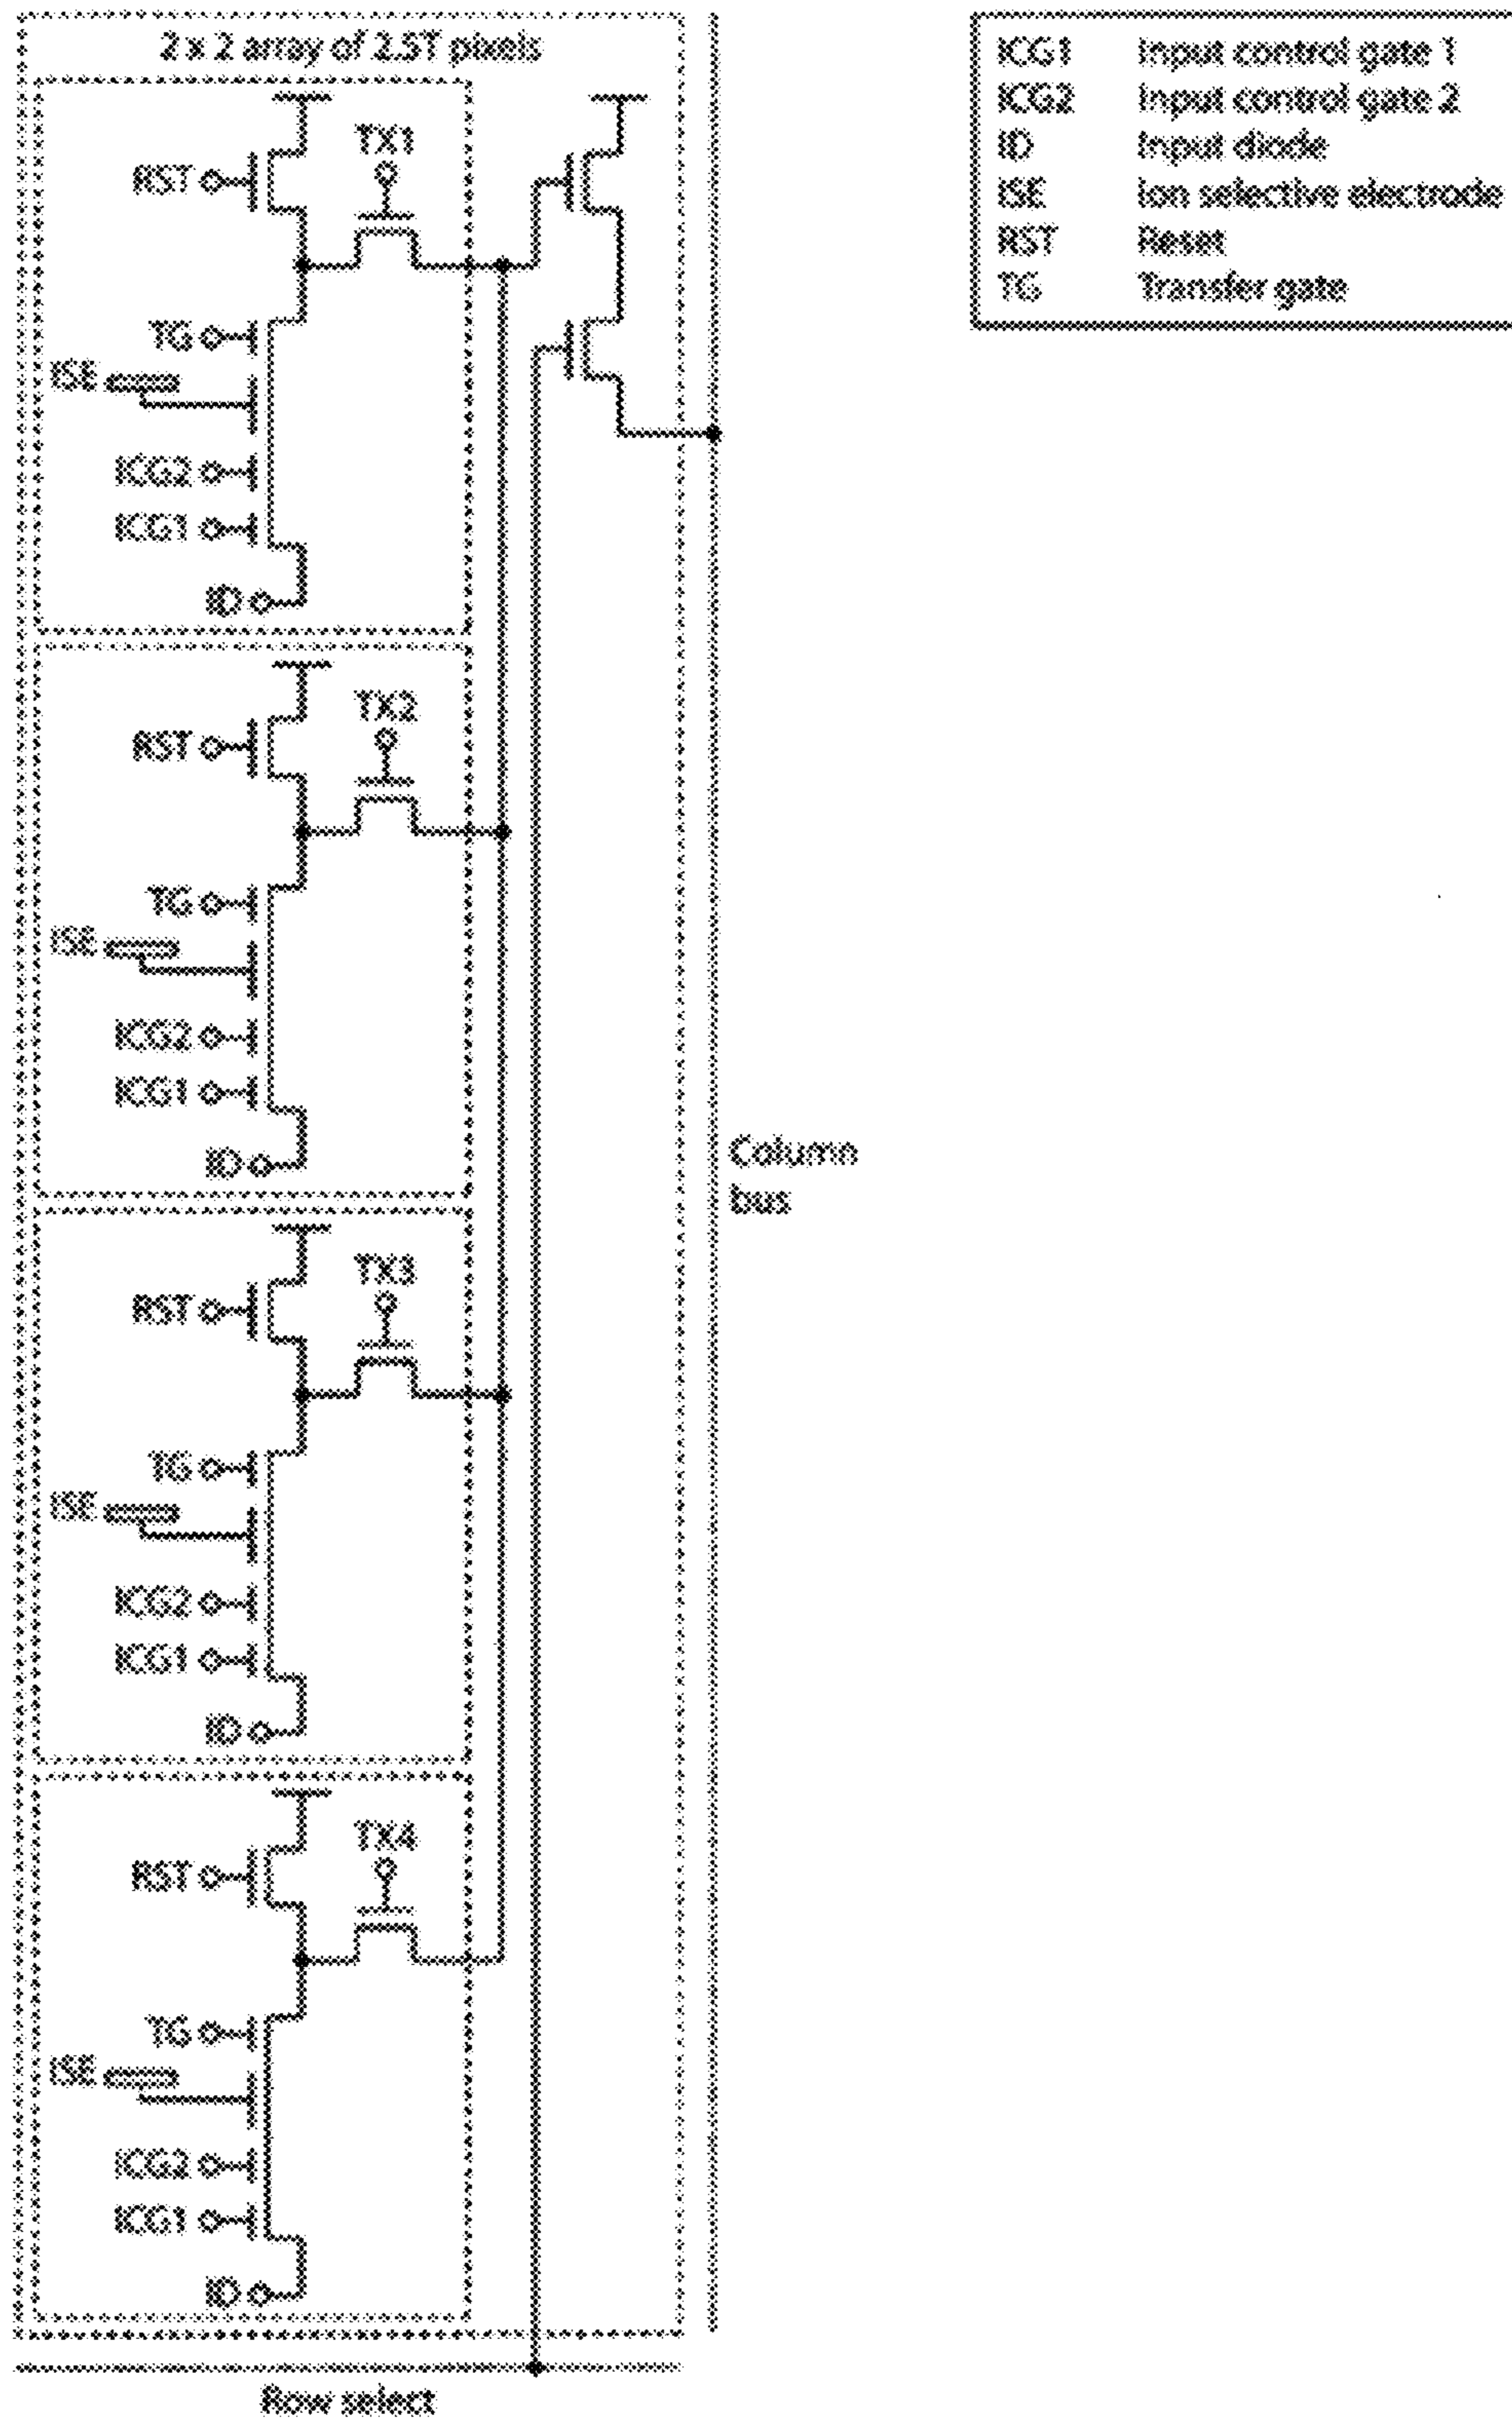 2 x 2 array of 2.5T pixels
TX1
RST
TG
ISE
ICG2
ICG1
ID
TX2
RST
TG
ISE
ICG2
ICG1
ID
TX3
RST
TG
ISE
ICG2
ICG1
ID
TX4
RST
TG
ISE
ICG2
ICG1
ID
Row select
Column
bus
ICG1 Input control gate 1
ICG2 Input control gate 2
ID Input diode
ISE Ion selective electrode
RST Reset
TG Transfer gate